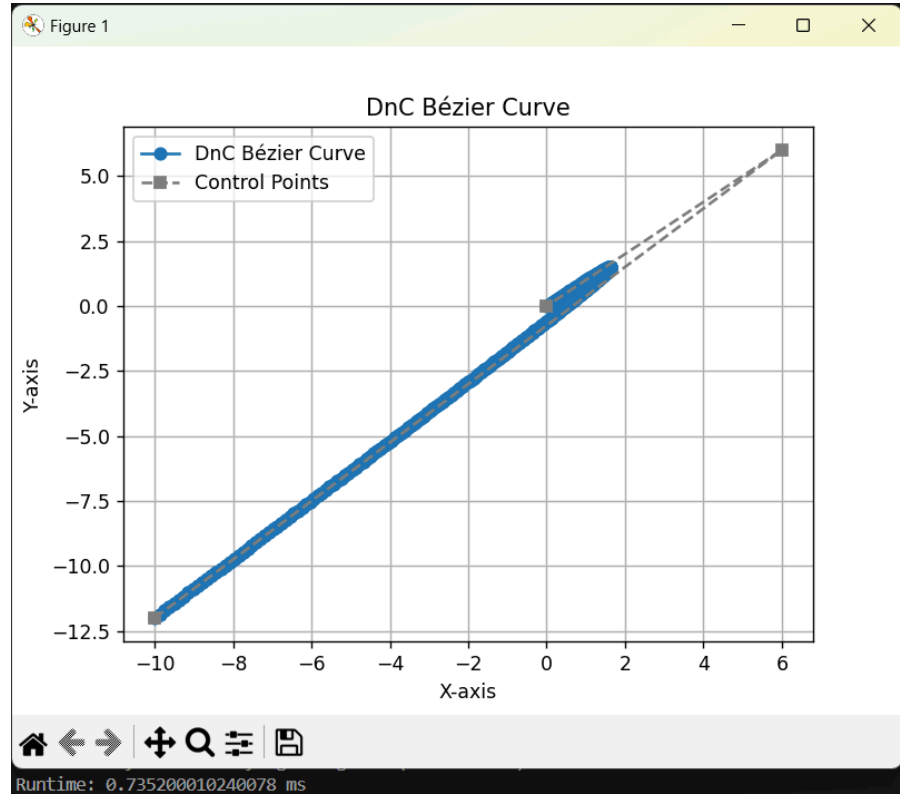 Figure 1
DnC Bézier Curve
DnC Bézier Curve
Control Points
5.0
2.5
0.0
−2.5
−5.0
−7.5
−10.0
−12.5
Y-axis
−10 −8 −6 −4 −2 0 2 4 6
X-axis
Runtime: 0.735200010240078 ms